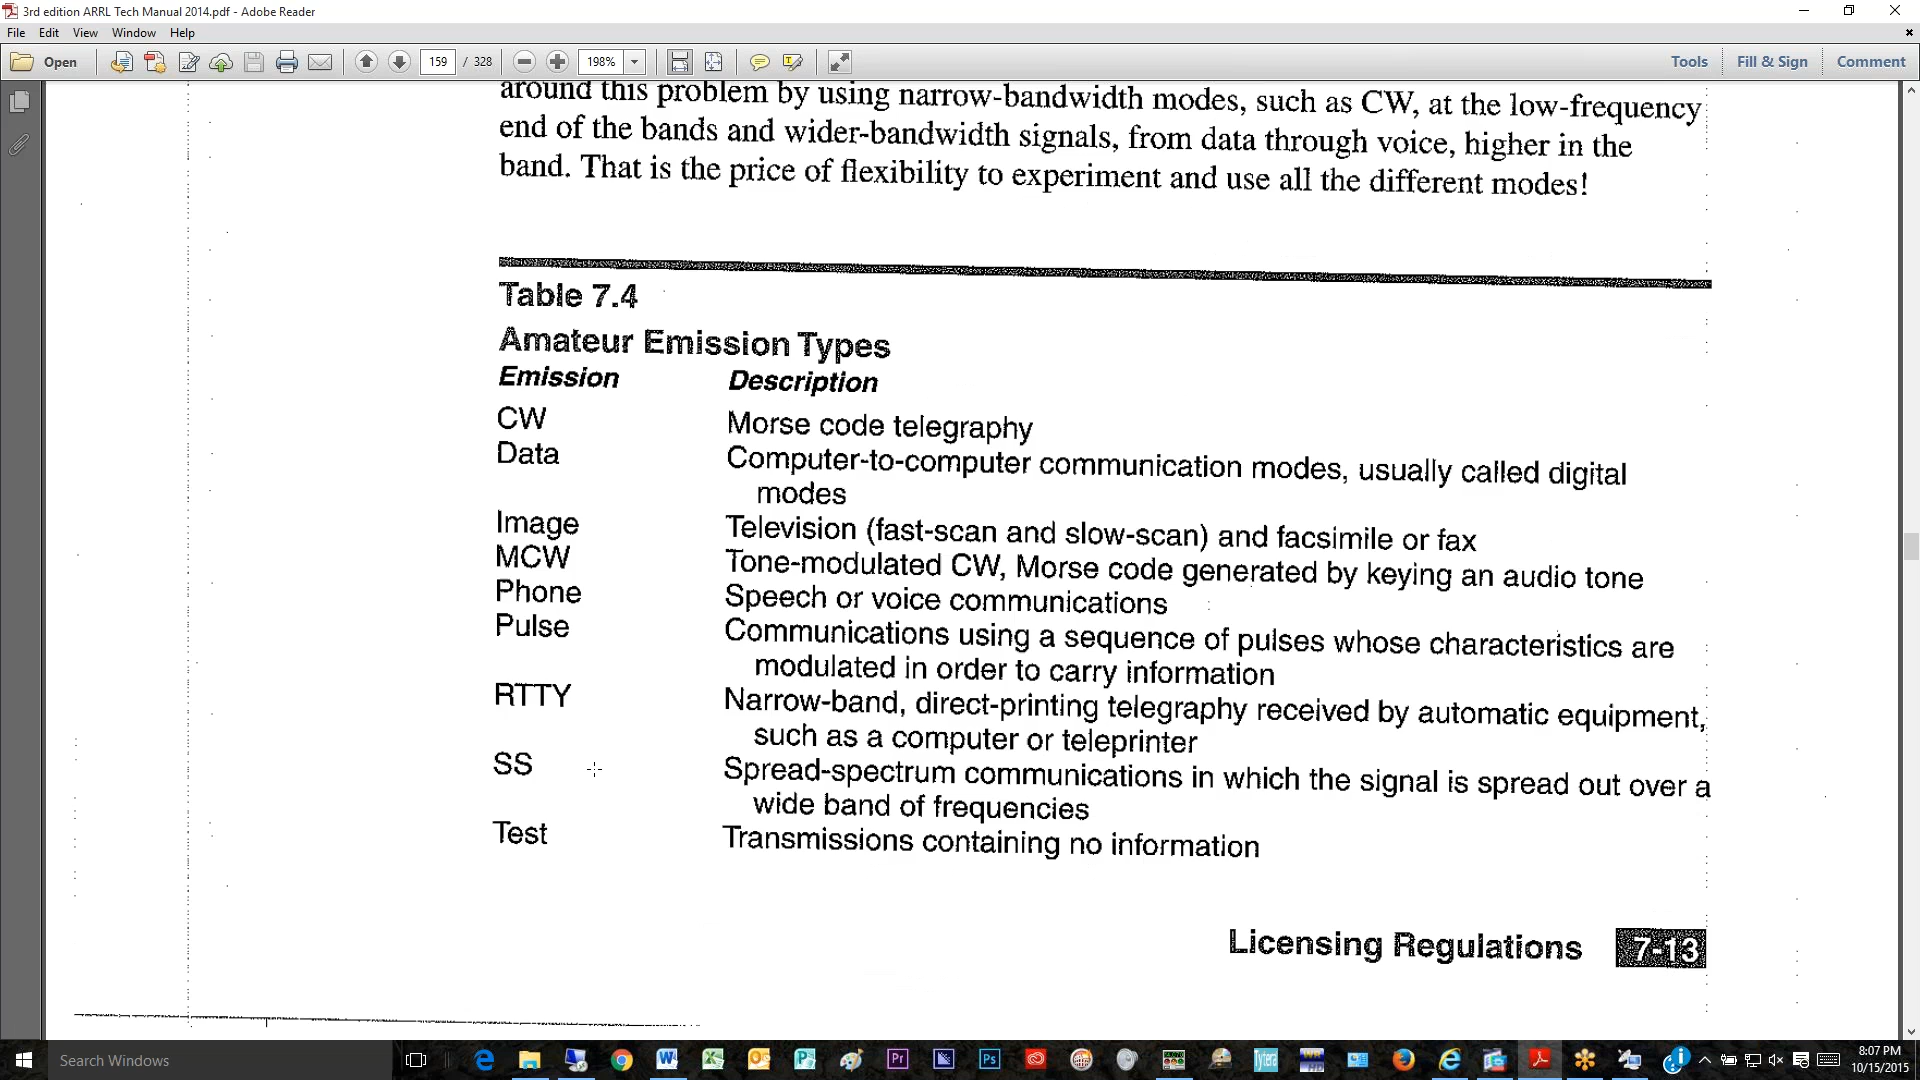 3rd edition ARRL Tech Manual 2014.pdf - Adobe Reader
File Edit View Window Help
Open 159 / 328 198% Tools Fill & Sign Comment
around this problem by using narrow-bandwidth modes, such as CW, at the low-frequency
end of the bands and wider-bandwidth signals, from data through voice, higher in the
band. That is the price of flexibility to experiment and use all the different modes!
Table 7.4
Amateur Emission Types
Emission Description
CW Morse code telegraphy
Data Computer-to-computer communication modes, usually called digital
modes
Image Television (fast-scan and slow-scan) and facsimile or fax
MCW Tone-modulated CW, Morse code generated by keying an audio tone
Phone Speech or voice communications
Pulse Communications using a sequence of pulses whose characteristics are
modulated in order to carry information
RTTY Narrow-band, direct-printing telegraphy received by automatic equipment,
such as a computer or teleprinter
SS Spread-spectrum communications in which the signal is spread out over a
wide band of frequencies
Test Transmissions containing no information
Licensing Regulations 7-13
Search Windows
8:07 PM
10/15/2015